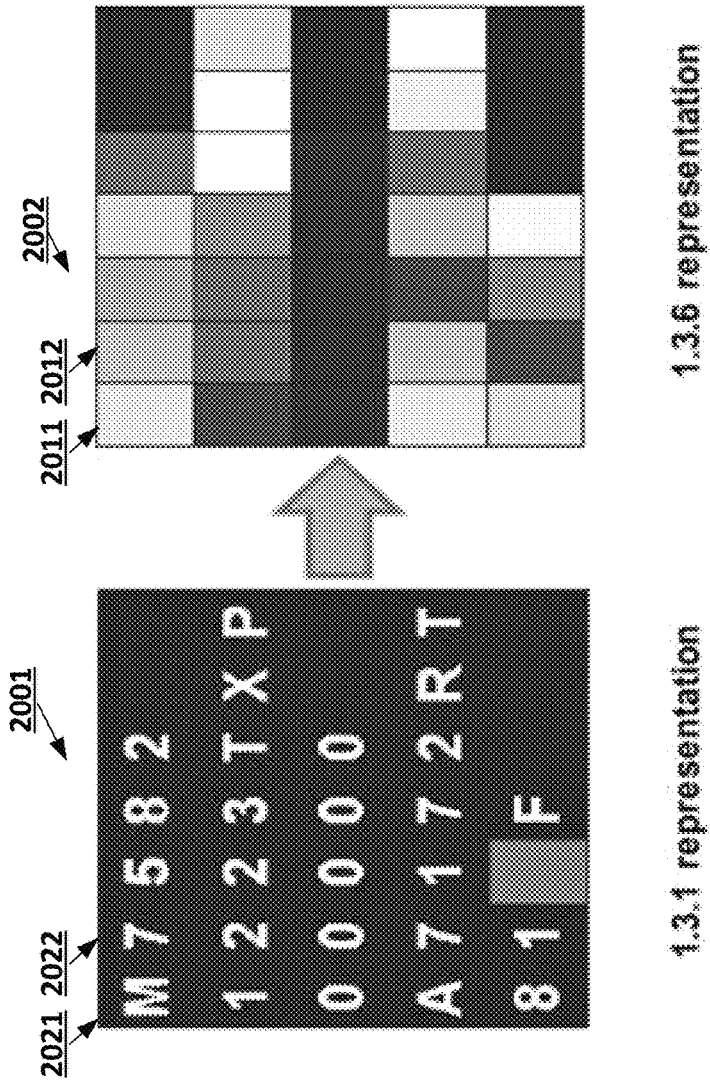 2001
2021 2022
M 7 5 8 2
1 2 2 3 T X P
0 0 0 0 0
A 7 1 7 2 R T
8 1 F
1.3.1 representation
2002
2011 2012
1.3.6 representation